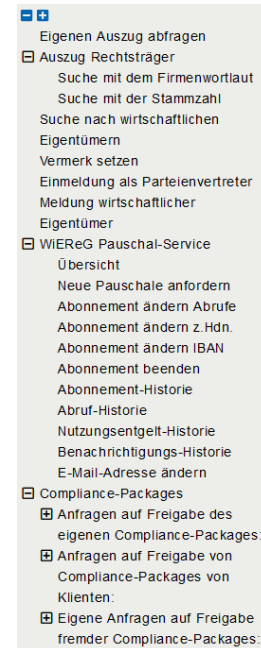 Eigenen Auszug abfragen
Auszug Rechtsträger
Suche mit dem Firmenwortlaut
Suche mit der Stammzahl
Suche nach wirtschaftlichen
Eigentümern
Vermerk setzen
Einmeldung als Parteienvertreter
Meldung wirtschaftlicher
Eigentümer
WiEReG Pauschal-Service
Übersicht
Neue Pauschale anfordern
Abonnement ändern Abrufe
Abonnement ändern z.Hdn.
Abonnement ändern IBAN
Abonnement beenden
Abonnement-Historie
Abruf-Historie
Nutzungsentgelt-Historie
Benachrichtigungs-Historie
E-Mail-Adresse ändern
Compliance-Packages
Anfragen auf Freigabe des
eigenen Compliance-Packages:
Anfragen auf Freigabe von
Compliance-Packages von
Klienten:
Eigene Anfragen auf Freigabe
fremder Compliance-Packages: